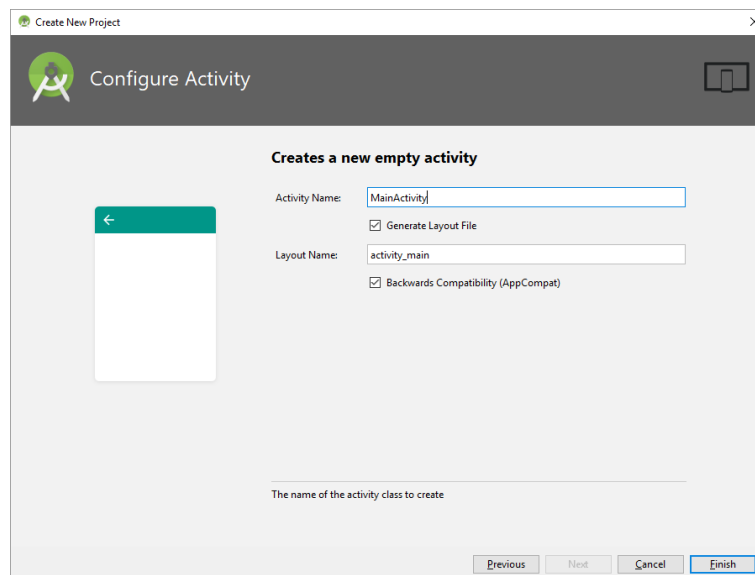 Create New Project
Configure Activity
Creates a new empty activity
Activity Name: MainActivity
Generate Layout File
Layout Name: activity_main
Backwards Compatibility (AppCompat)
The name of the activity class to create
Previous Next Cancel Finish